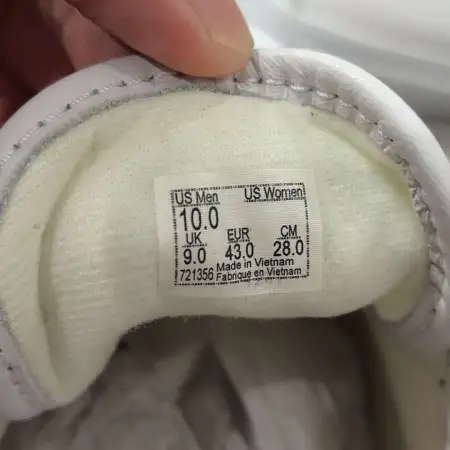 US Men US Women
10.0
UK EUR CM
9.0 43.0 28.0
721356 Made in Vietnam
Fabrique en Vietnam